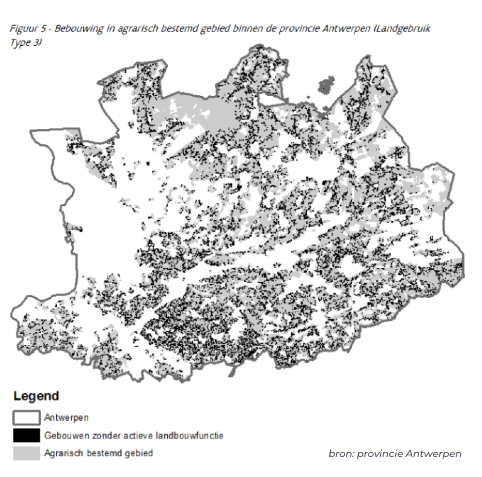 Figuur 5 - Bebouwing in agrarisch bestemd gebied binnen de provincie Antwerpen (Landgebruik
Type 3)
Legend
Antwerpen
Gebouwen zonder actieve landbouwfunctie
Agrarisch bestemd gebied
bron: provincie Antwerpen